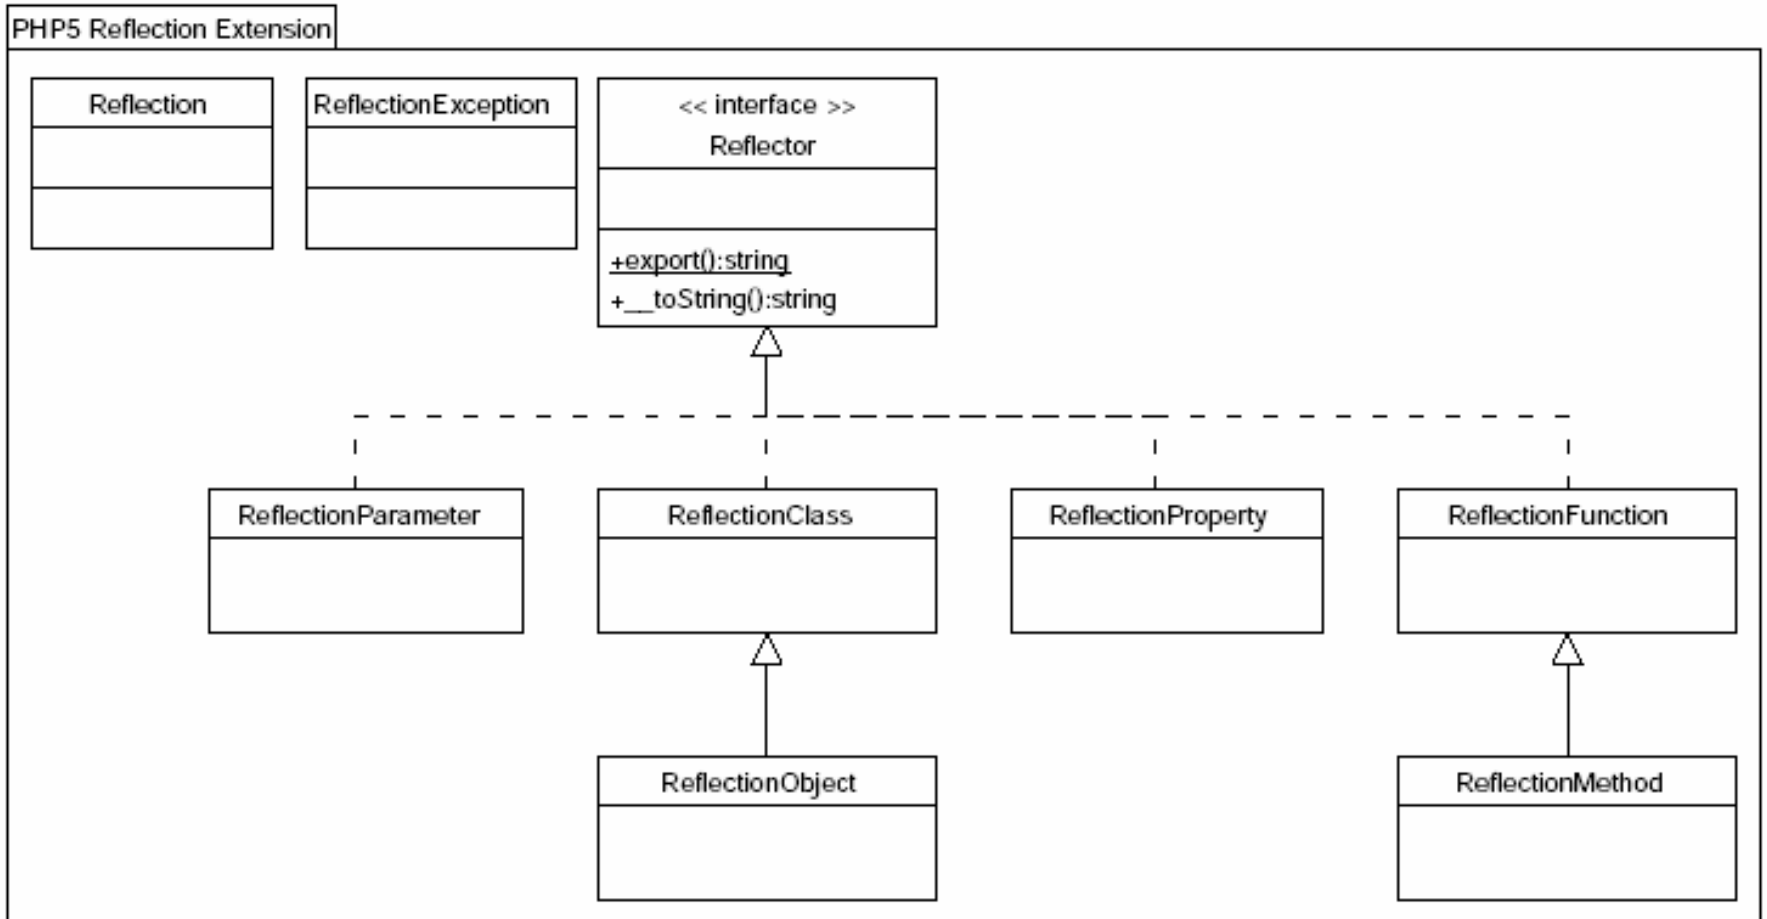 PHP5 Reflection Extension
Reflection
ReflectionException
<< interface >>
Reflector
+export():string
+__toString():string
ReflectionParameter
ReflectionClass
ReflectionProperty
ReflectionFunction
ReflectionObject
ReflectionMethod